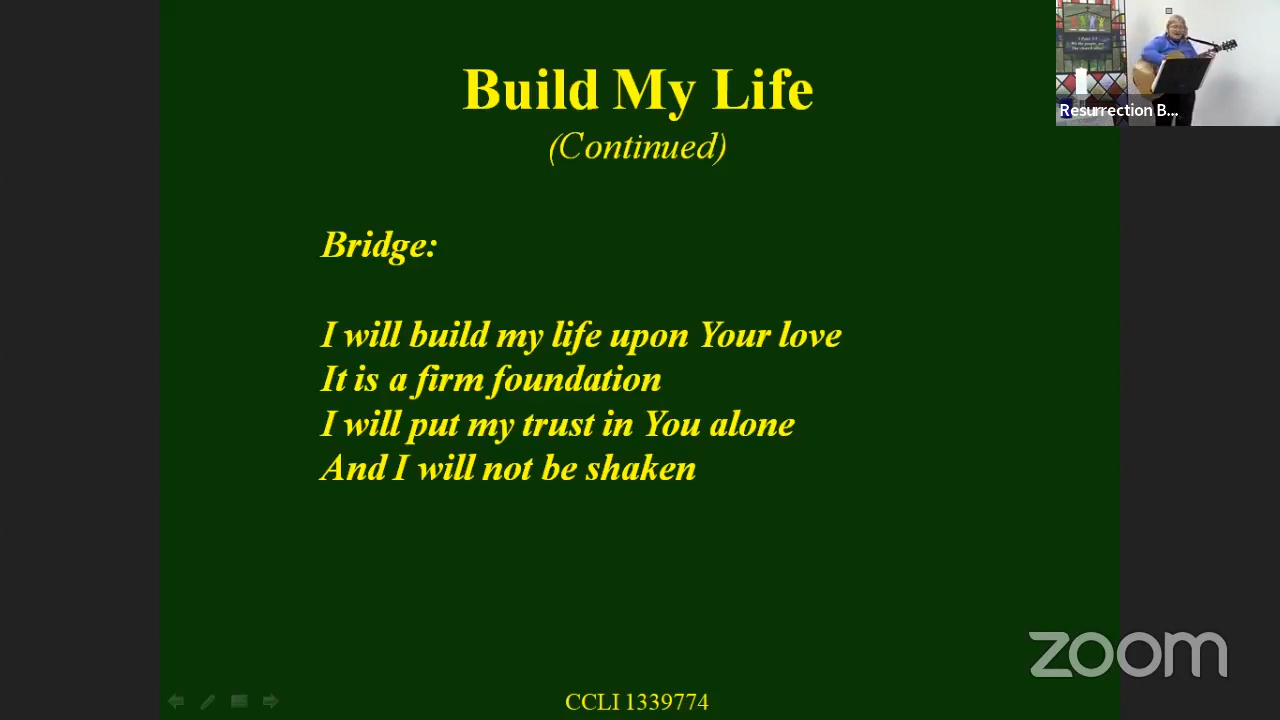 Build My Life
(Continued)
Bridge:
I will build my life upon Your love
It is a firm foundation
I will put my trust in You alone
And I will not be shaken
CCLI 1339774
Resurrection B...
zoom